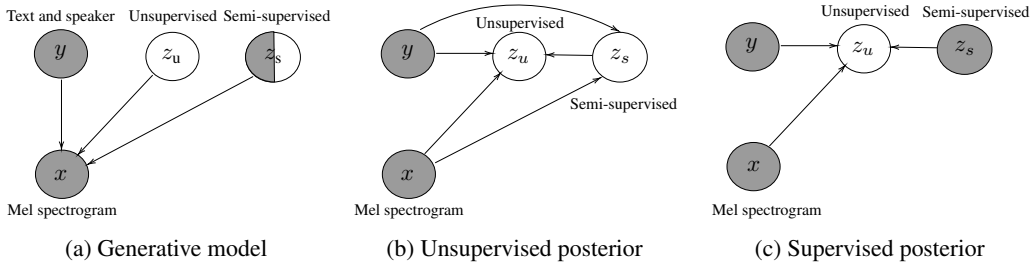 Text and speaker Unsupervised Semi-supervised
y z_u z_s
x
Mel spectrogram
(a) Generative model
Unsupervised
y z_u z_s
Semi-supervised
x
Mel spectrogram
(b) Unsupervised posterior
Unsupervised Semi-supervised
y z_u z_s
x
Mel spectrogram
(c) Supervised posterior